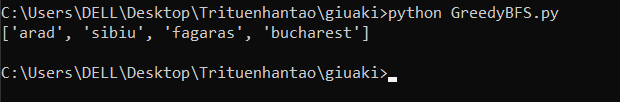 C:\Users\DELL\Desktop\Trituenhantao\giuaki>python GreedyBFS.py
['arad', 'sibiu', 'fagaras', 'bucharest']
C:\Users\DELL\Desktop\Trituenhantao\giuaki>